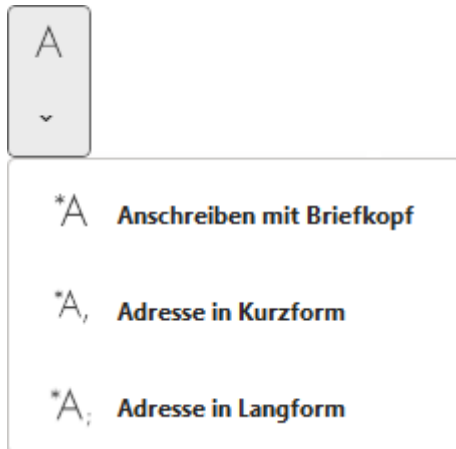 A
*A Anschreiben mit Briefkopf
*A, Adresse in Kurzform
*A; Adresse in Langform